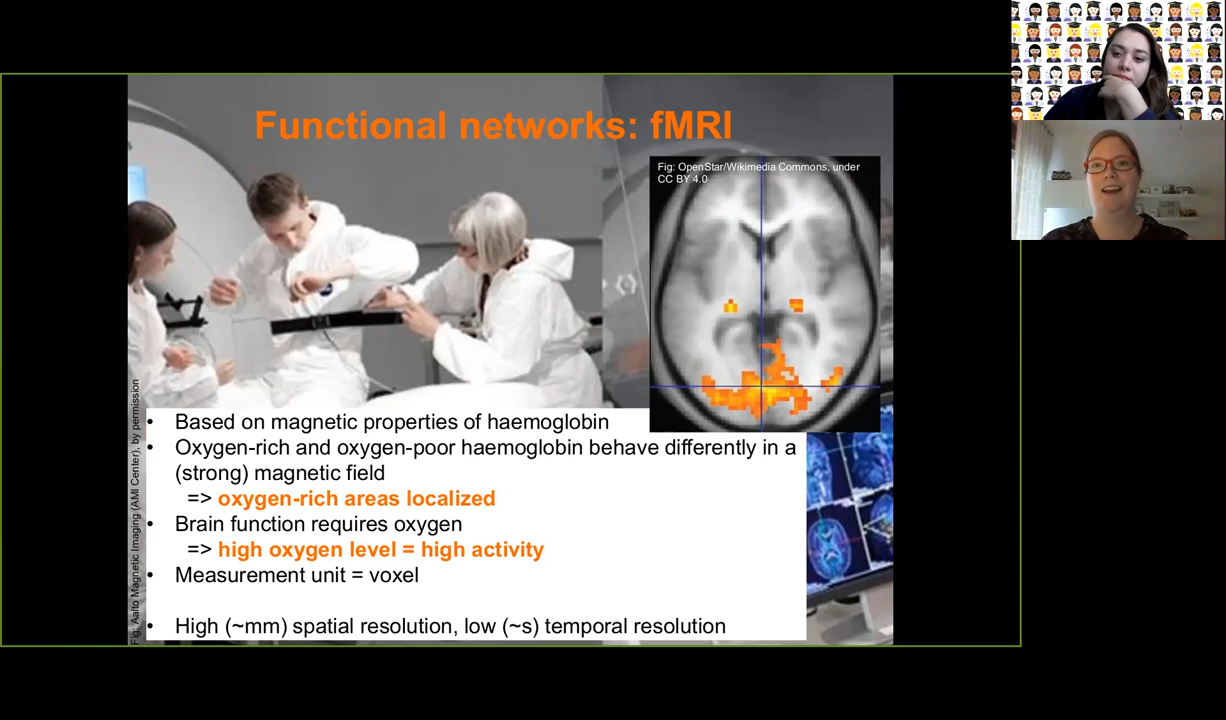 Functional networks: fMRI
Fig: OpenStar/Wikimedia Commons, under
CC BY 4.0
• Based on magnetic properties of haemoglobin
• Oxygen-rich and oxygen-poor haemoglobin behave differently in a
(strong) magnetic field
=> oxygen-rich areas localized
• Brain function requires oxygen
=> high oxygen level = high activity
• Measurement unit = voxel
• High (~mm) spatial resolution, low (~s) temporal resolution
Fig: Aalto Magnetic Imaging (AMI Center), by permission